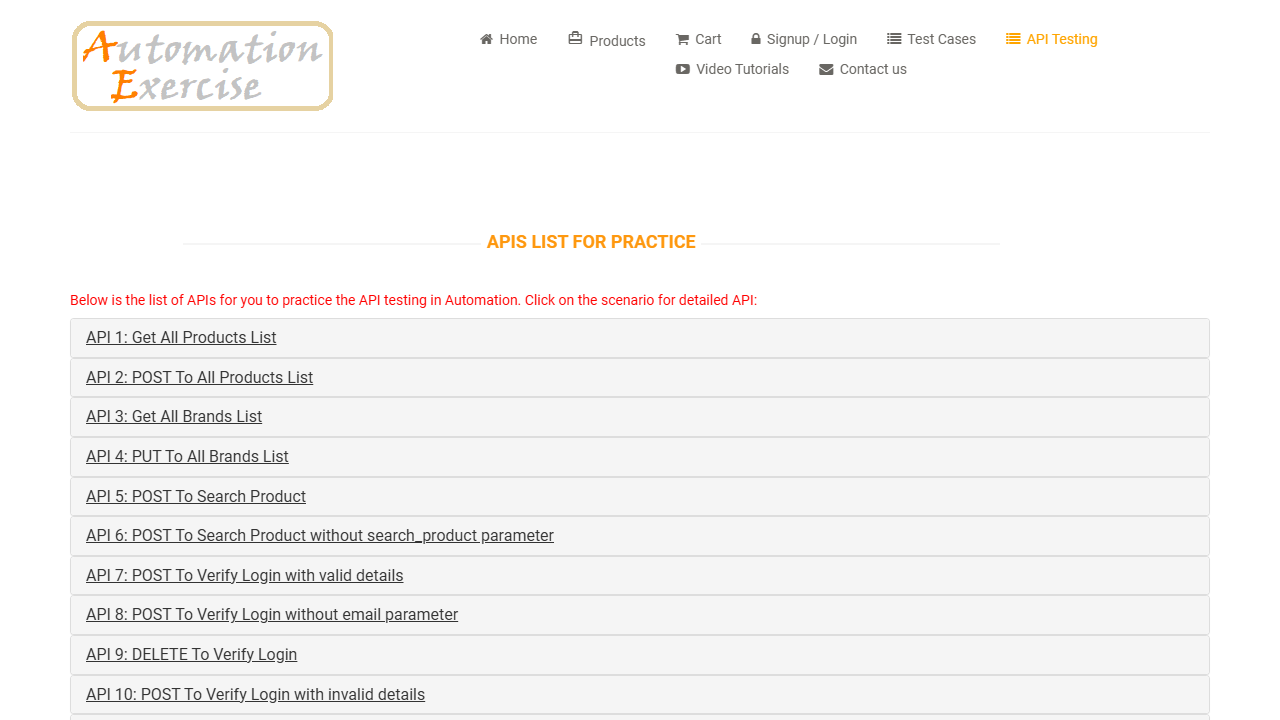 Automation
Exercise
Home
Products
Cart
Signup / Login
Test Cases
API Testing
Video Tutorials
Contact us
APIS LIST FOR PRACTICE
Below is the list of APIs for you to practice the API testing in Automation. Click on the scenario for detailed API:
API 1: Get All Products List
API 2: POST To All Products List
API 3: Get All Brands List
API 4: PUT To All Brands List
API 5: POST To Search Product
API 6: POST To Search Product without search_product parameter
API 7: POST To Verify Login with valid details
API 8: POST To Verify Login without email parameter
API 9: DELETE To Verify Login
API 10: POST To Verify Login with invalid details